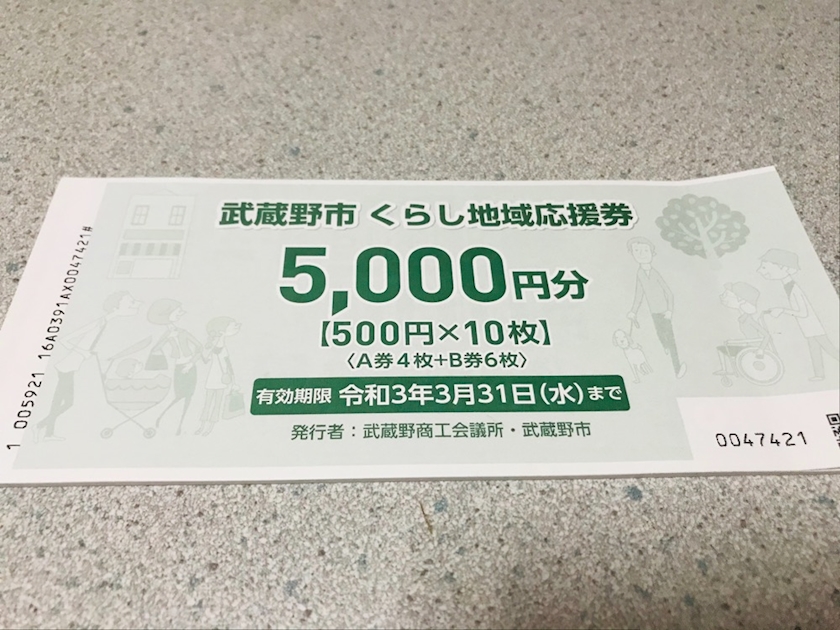 武蔵野市 くらし地域応援券
5,000円分
【500円×10枚】
〈A券4枚+B券6枚〉
有効期限 令和3年3月31日(水)まで
発行者:武蔵野商工会議所・武蔵野市
0047421
1 005921 16A0391AX0047421#